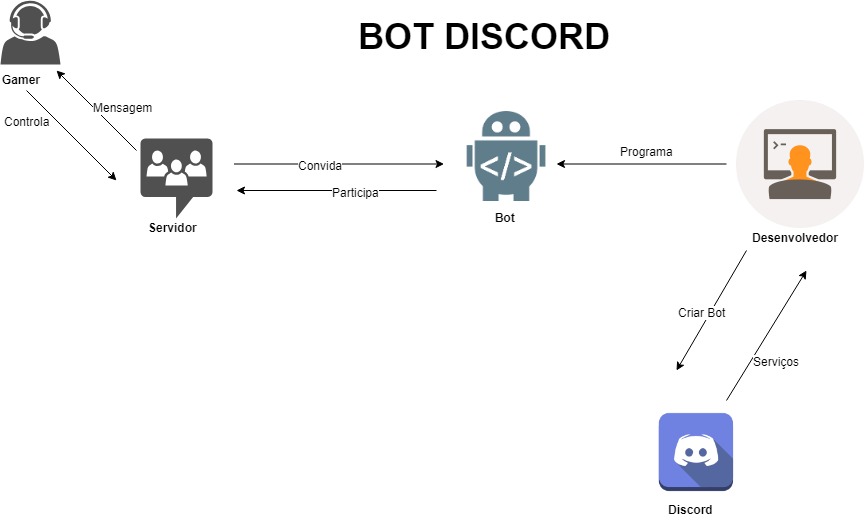 BOT DISCORD
Gamer
Mensagem
Controla
Servidor
Convida
Participa
</>
Bot
Programa
>-
Desenvolvedor
Criar Bot
Serviços
Discord